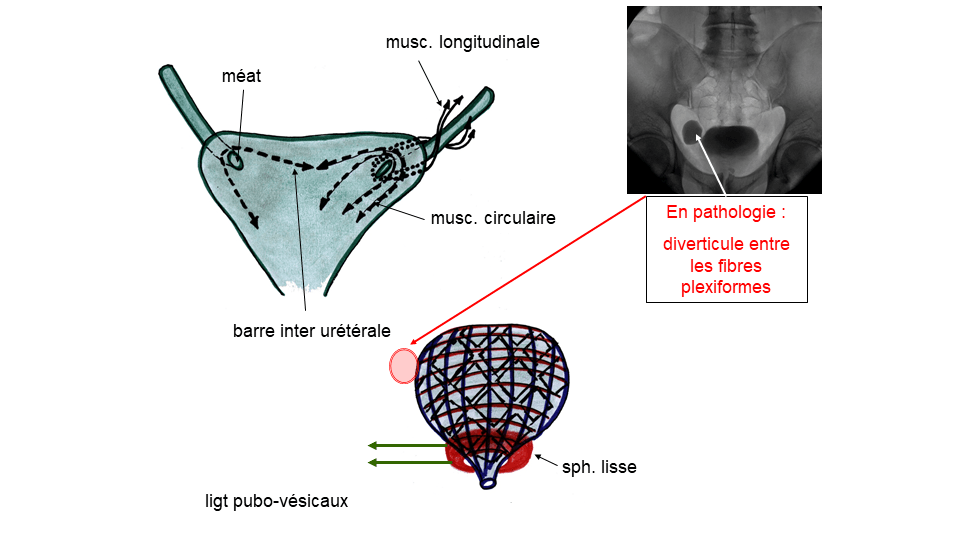 musc. longitudinale
méat
musc. circulaire
En pathologie :
diverticule entre
les fibres
plexiformes
barre inter urétérale
sph. lisse
ligt pubo-vésicaux